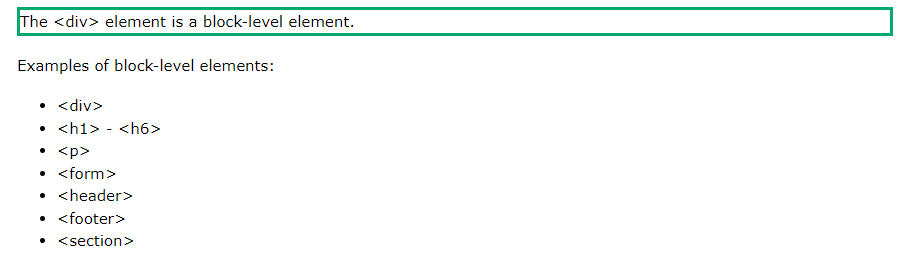 The <div> element is a block-level element.
Examples of block-level elements:
• <div>
• <h1> - <h6>
• <p>
• <form>
• <header>
• <footer>
• <section>